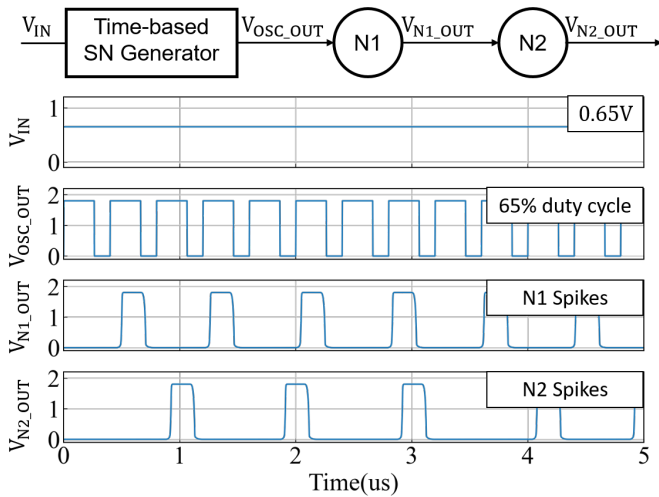 V_IN
Time-based
SN Generator
V_OSC_OUT
N1
V_N1_OUT
N2
V_N2_OUT
V_IN
1
0
0.65V
V_OSC_OUT
2
1
0
65% duty cycle
V_N1_OUT
2
1
0
N1 Spikes
V_N2_OUT
2
1
0
N2 Spikes
0 1 2 3 4 5
Time(us)